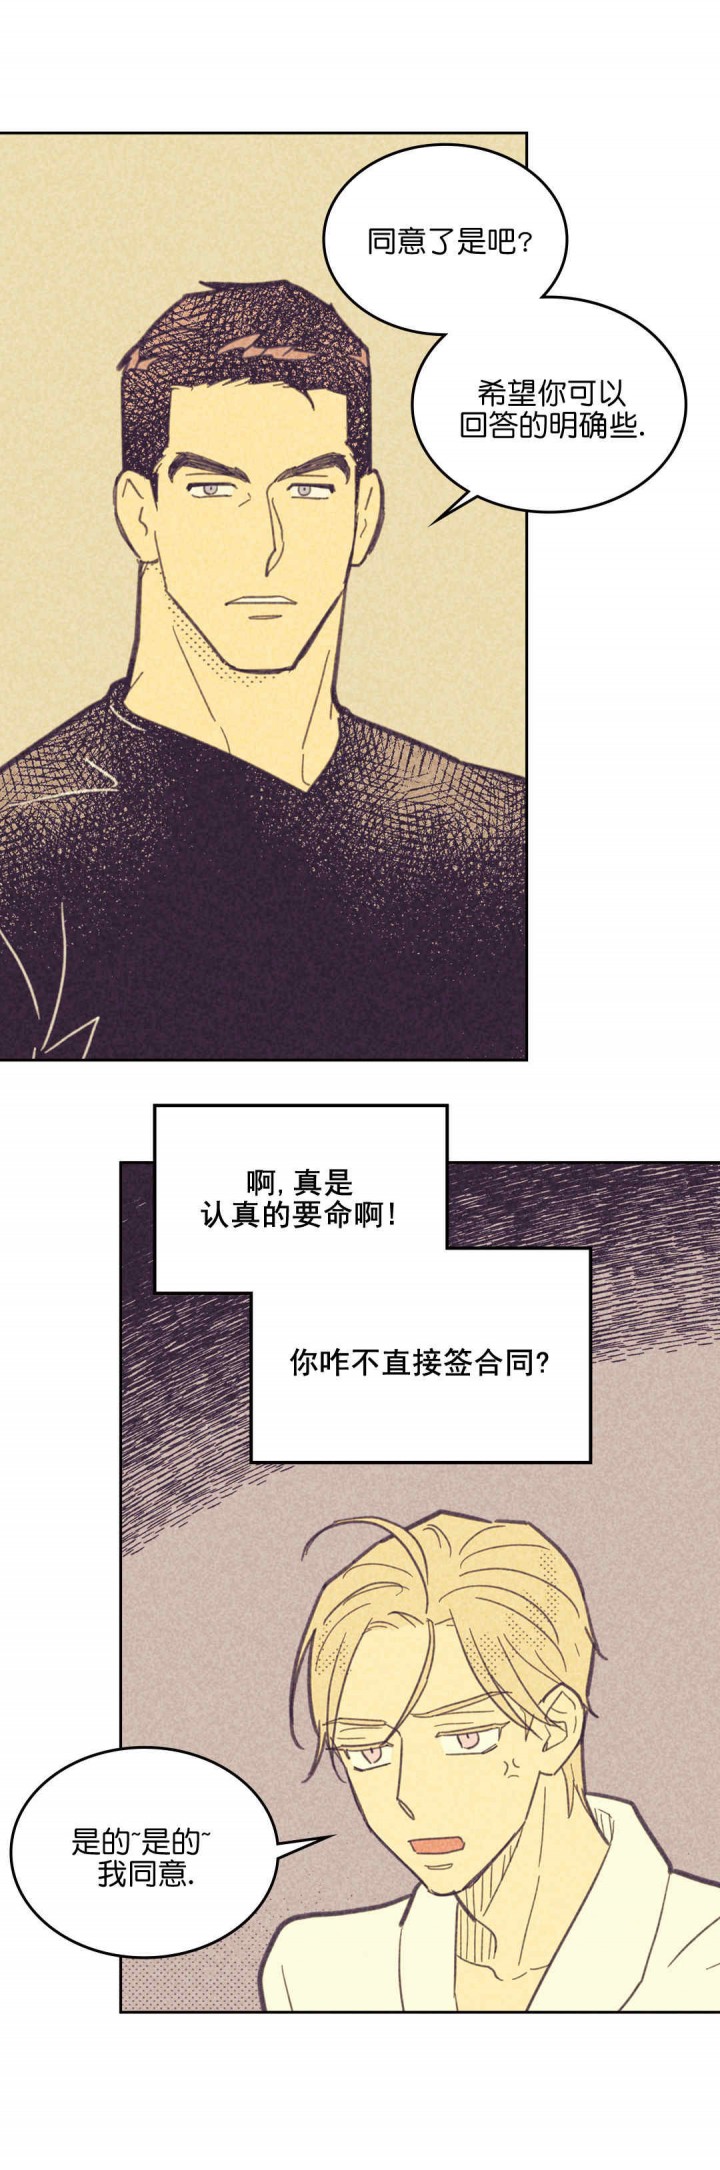 同意了是吧?
希望你可以
回答的明确些.
啊,真是
认真的要命啊!
你咋不直接签合同?
是的~是的~
我同意.